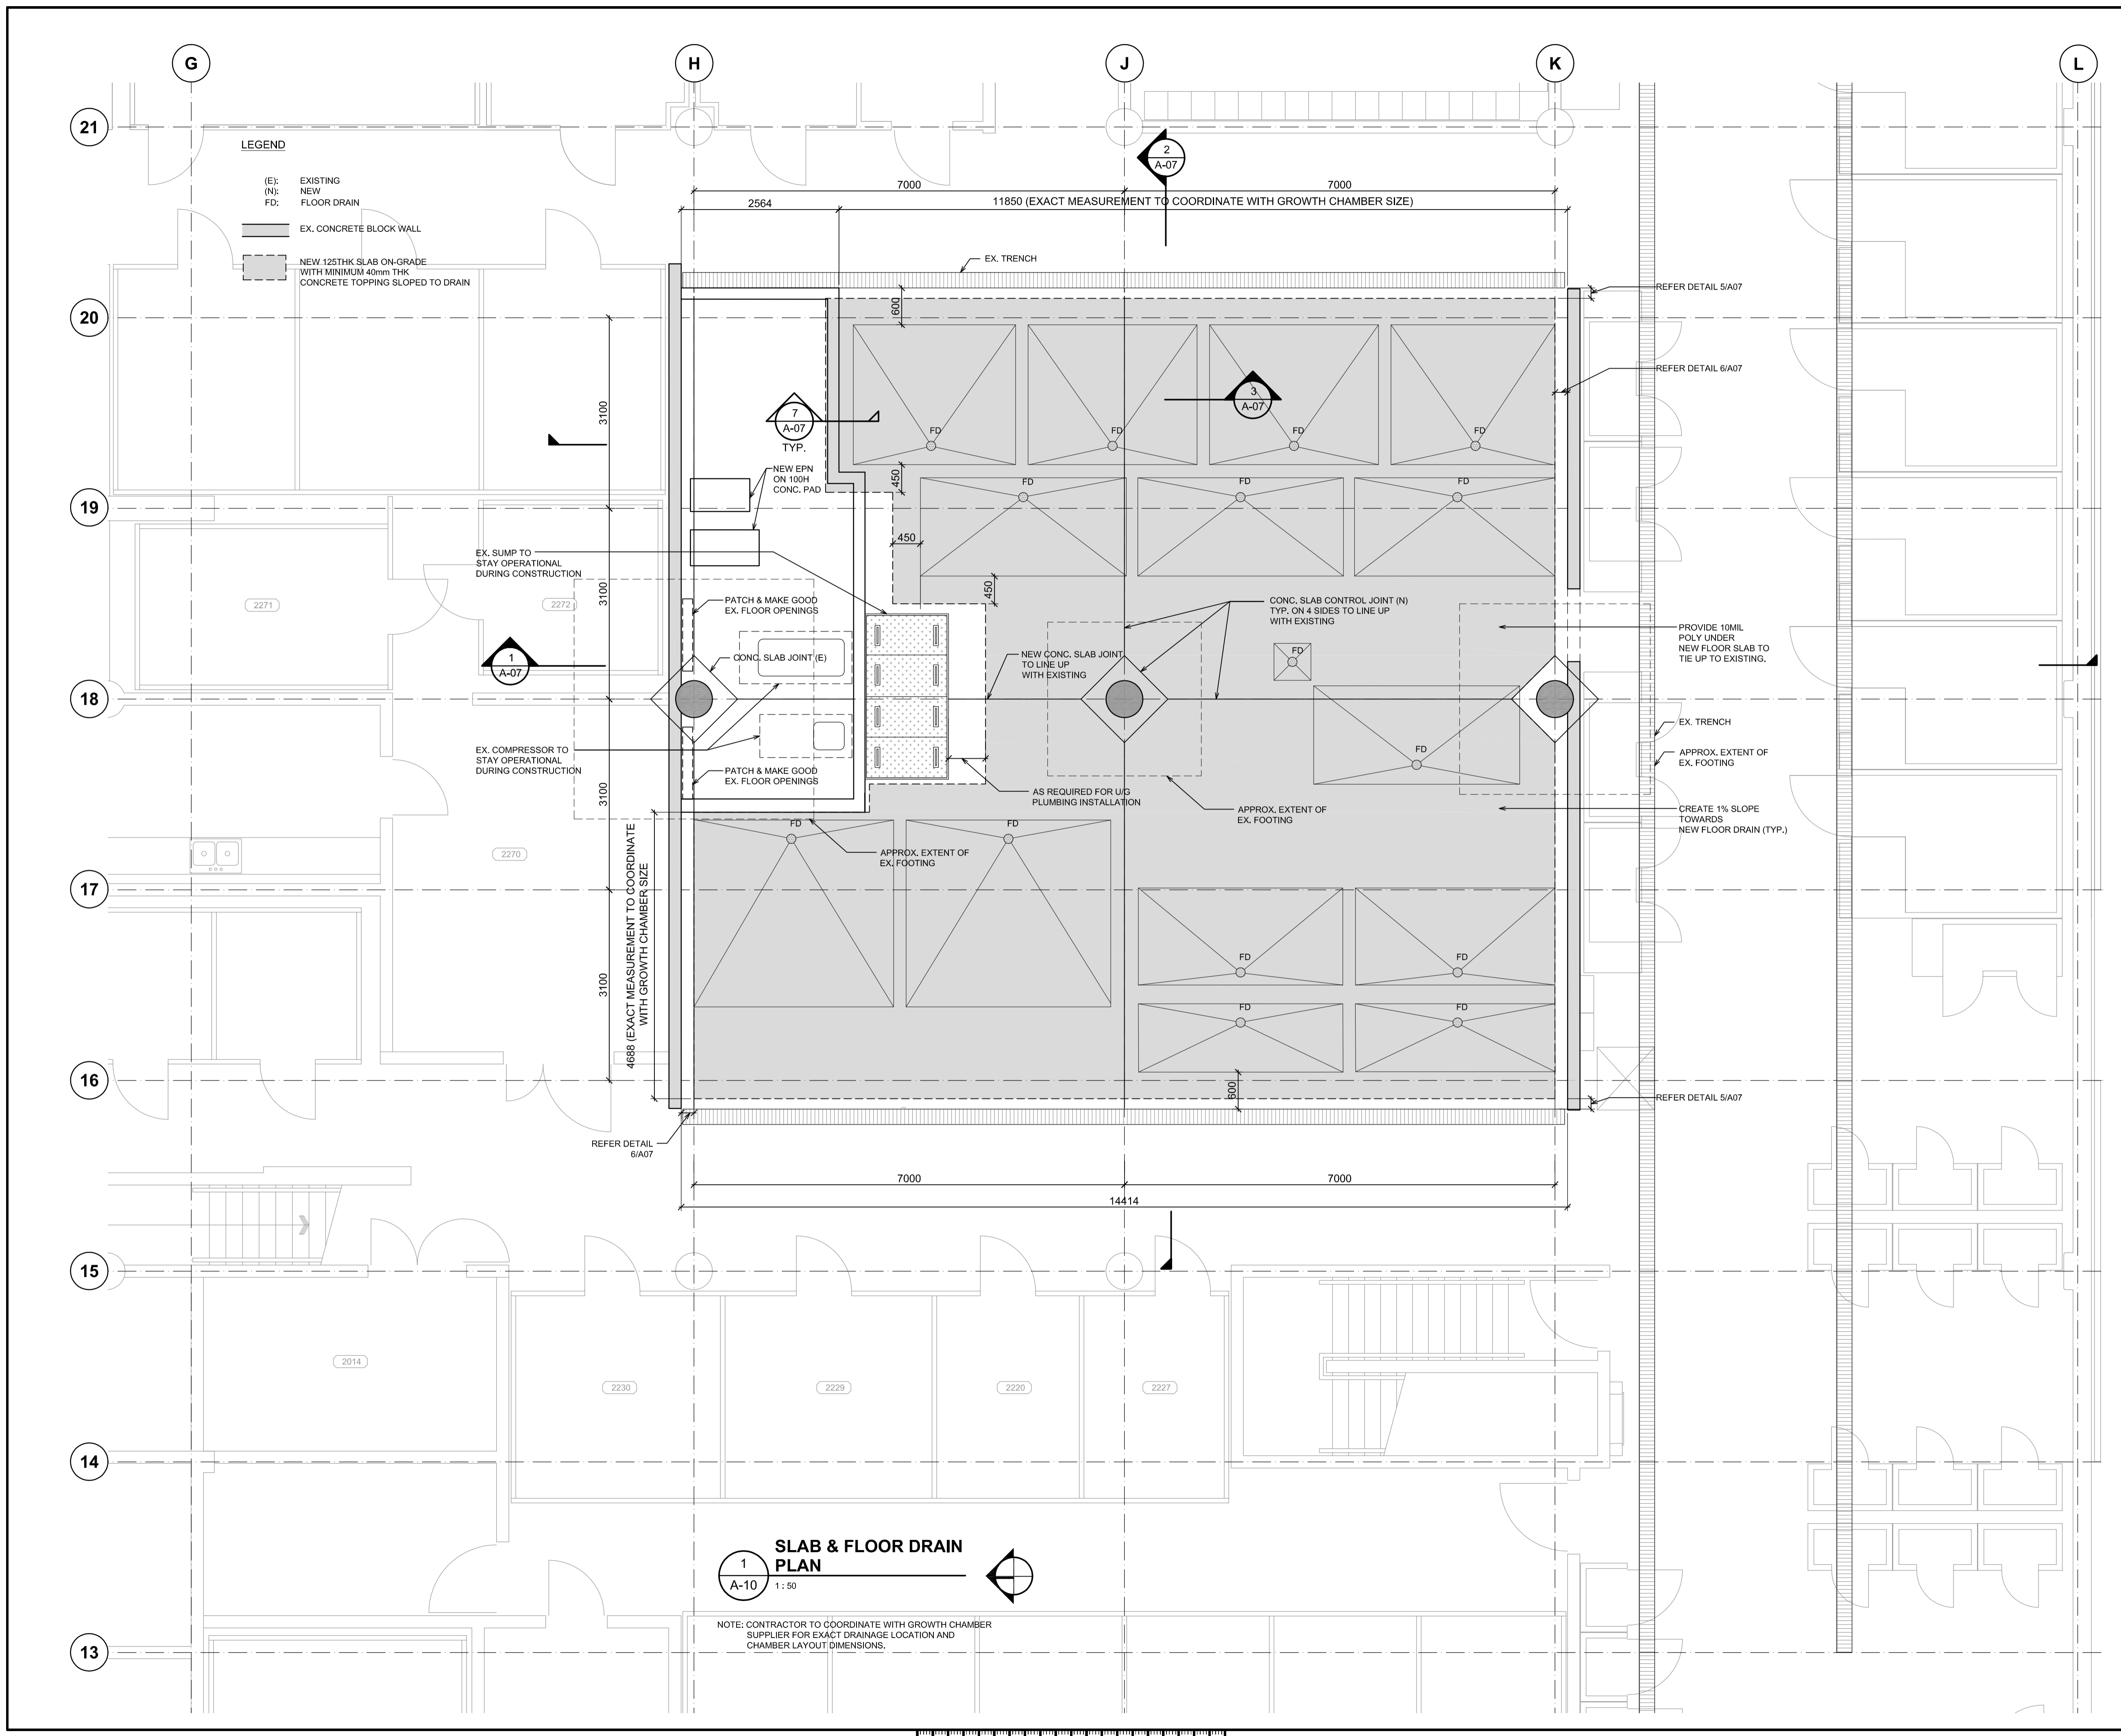 G
H
J
K
L
21
20
19
18
17
16
15
14
13
LEGEND
(E): EXISTING
(N): NEW
FD: FLOOR DRAIN
EX. CONCRETE BLOCK WALL
NEW 125THK SLAB ON-GRADE
WITH MINIMUM 40mm THK
CONCRETE TOPPING SLOPED TO DRAIN
2
A-07
7000
7000
2564
11850 (EXACT MEASUREMENT TO COORDINATE WITH GROWTH CHAMBER SIZE)
EX. TRENCH
600
REFER DETAIL 5/A07
REFER DETAIL 6/A07
3
A-07
7
A-07
TYP.
3100
FD
FD
FD
FD
NEW EPN
ON 100H
CONC. PAD
450
FD
FD
FD
450
EX. SUMP TO
STAY OPERATIONAL
DURING CONSTRUCTION
450
3100
2271
2272
PATCH & MAKE GOOD
EX. FLOOR OPENINGS
CONC. SLAB CONTROL JOINT (N)
TYP. ON 4 SIDES TO LINE UP
WITH EXISTING
PROVIDE 10MIL
POLY UNDER
NEW FLOOR SLAB TO
TIE UP TO EXISTING.
1
A-07
CONC. SLAB JOINT (E)
NEW CONC. SLAB JOINT
TO LINE UP
WITH EXISTING
FD
EX. TRENCH
EX. COMPRESSOR TO
STAY OPERATIONAL
DURING CONSTRUCTION
FD
APPROX. EXTENT OF
EX. FOOTING
PATCH & MAKE GOOD
EX. FLOOR OPENINGS
3100
AS REQUIRED FOR U/G
PLUMBING INSTALLATION
APPROX. EXTENT OF
EX. FOOTING
CREATE 1% SLOPE
TOWARDS
NEW FLOOR DRAIN (TYP.)
FD
FD
2270
APPROX. EXTENT OF
EX. FOOTING
4688 (EXACT MEASUREMENT TO COORDINATE
WITH GROWTH CHAMBER SIZE
3100
FD
FD
FD
FD
600
REFER DETAIL 5/A07
REFER DETAIL
6/A07
7000
7000
14414
2014
2230
2229
2220
2227
1
A-10
SLAB & FLOOR DRAIN
PLAN
1 : 50
NOTE: CONTRACTOR TO COORDINATE WITH GROWTH CHAMBER
SUPPLIER FOR EXACT DRAINAGE LOCATION AND
CHAMBER LAYOUT DIMENSIONS.